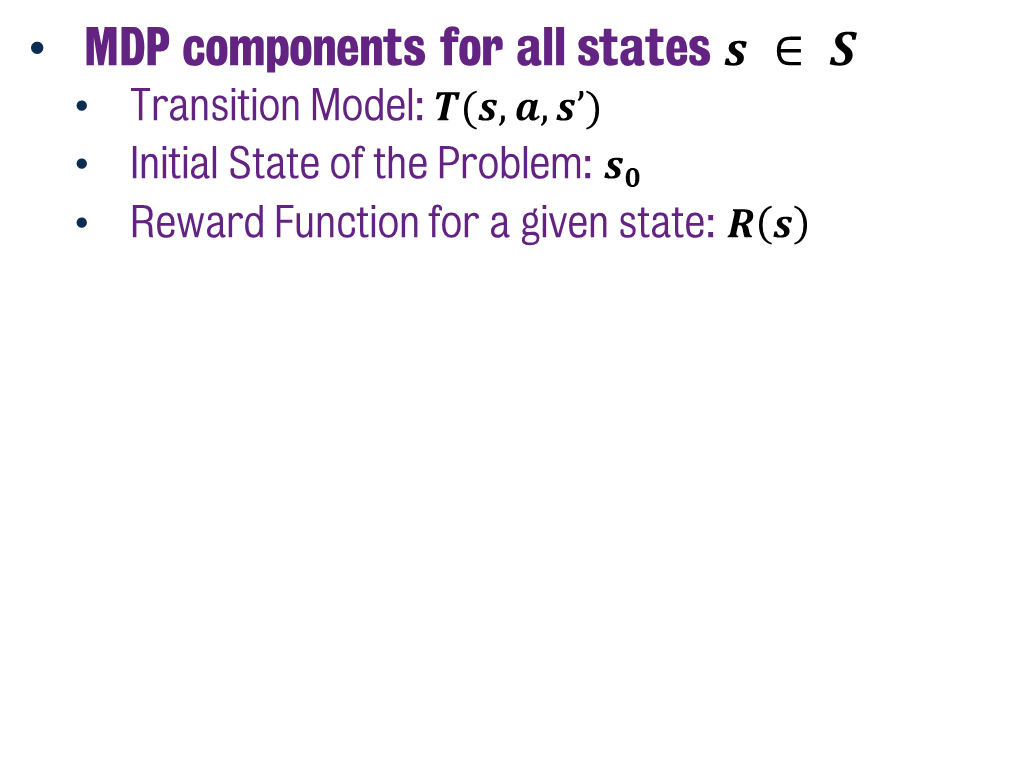 • MDP components for all states s ∈ S
• Transition Model: T(s, a, s’)
• Initial State of the Problem: s₀
• Reward Function for a given state: R(s)